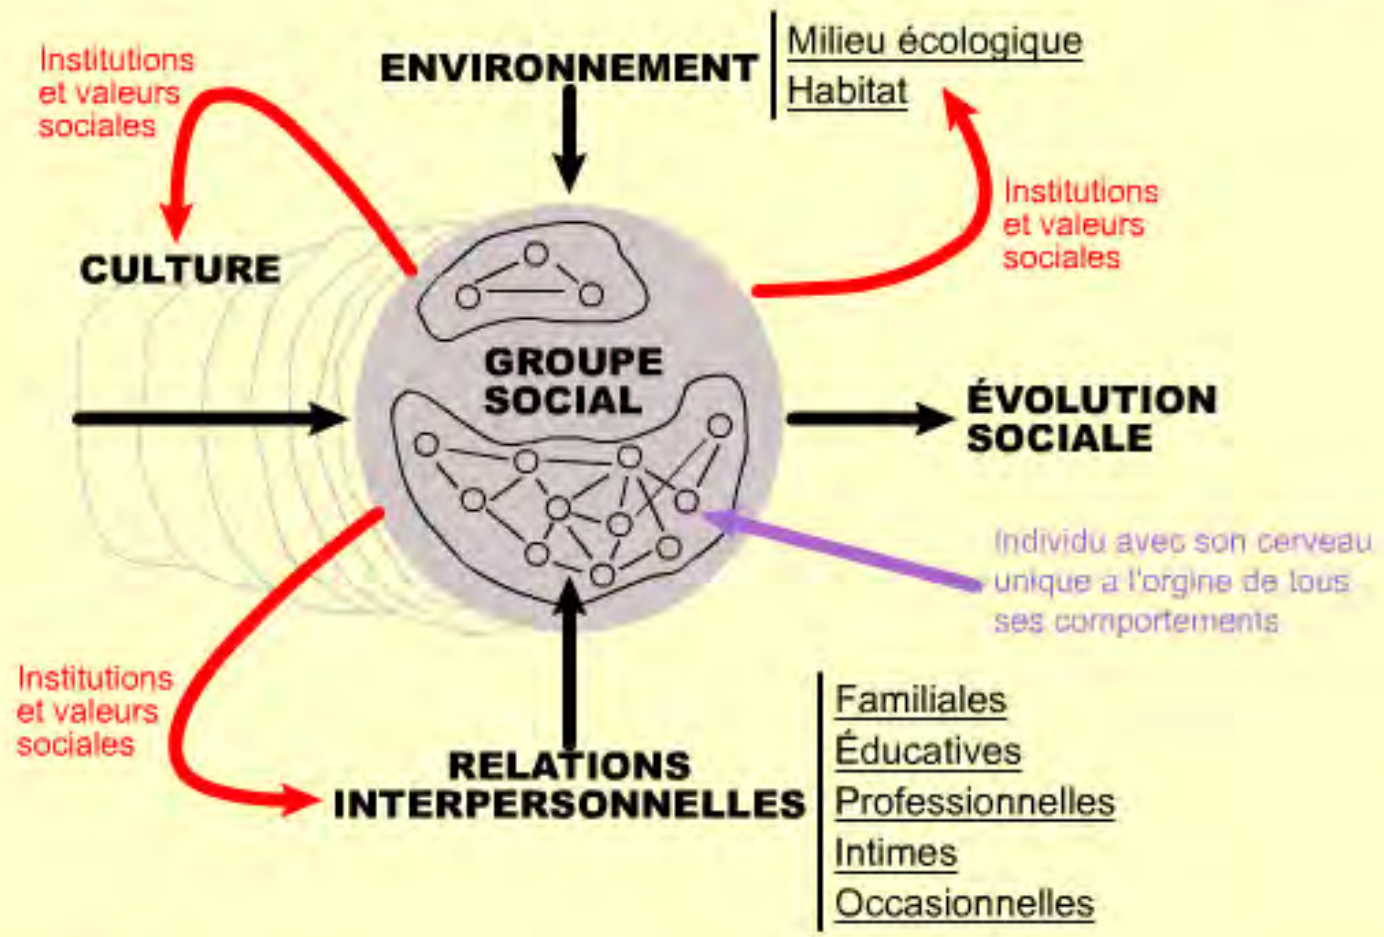 Institutions
et valeurs
sociales
ENVIRONNEMENT
Milieu écologique
Habitat
Institutions
et valeurs
sociales
CULTURE
GROUPE
SOCIAL
ÉVOLUTION
SOCIALE
Individu avec son cerveau
unique a l'orgine de tous
ses comportements
Institutions
et valeurs
sociales
RELATIONS
INTERPERSONNELLES
Familiales
Éducatives
Professionnelles
Intimes
Occasionnelles